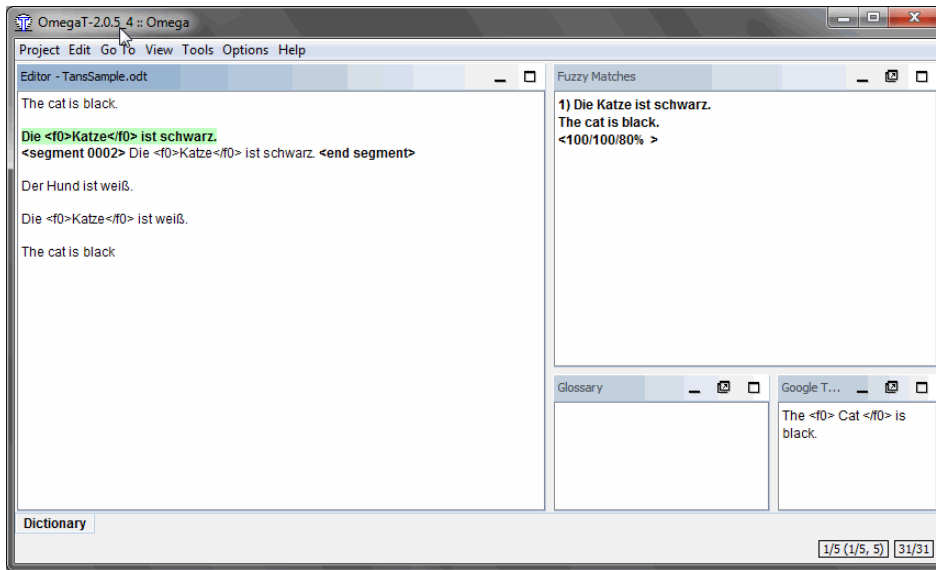 OmegaT-2.0.5_4 :: Omega
Project Edit Go To View Tools Options Help
Editor - TansSample.odt
The cat is black.
Die <f0>Katze</f0> ist schwarz.
<segment 0002> Die <f0>Katze</f0> ist schwarz. <end segment>
Der Hund ist weiß.
Die <f0>Katze</f0> ist weiß.
The cat is black
Fuzzy Matches
1) Die Katze ist schwarz.
The cat is black.
<100/100/80% >
Glossary
Google T...
The <f0> Cat </f0> is
black.
Dictionary
1/5 (1/5, 5) 31/31